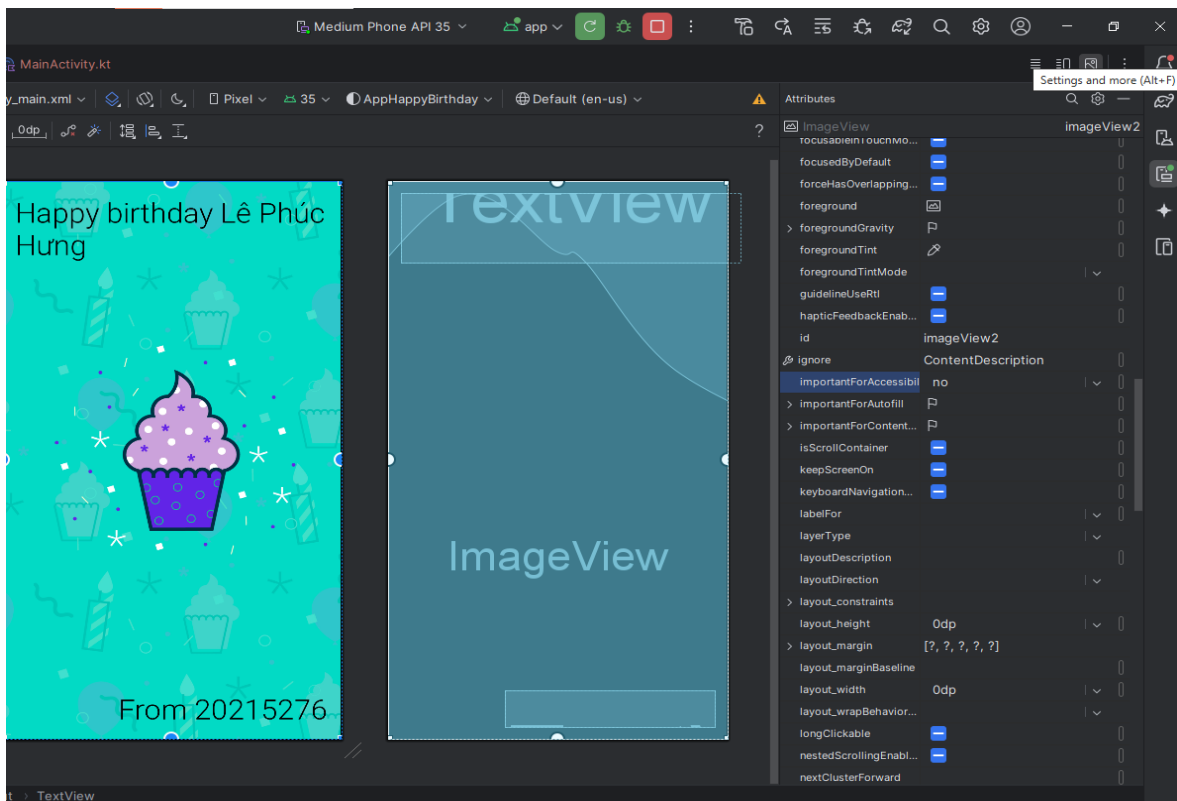 Medium Phone API 35
app
MainActivity.kt
Settings and more (Alt+F)
y_main.xml
Pixel
35
AppHappyBirthday
Default (en-us)
Attributes
0dp
?
ImageView
imageView2
focusableInTouchMo...
focusedByDefault
forceHasOverlapping...
foreground
foregroundGravity
foregroundTint
foregroundTintMode
guidelineUseRtl
hapticFeedbackEnab...
id
imageView2
ignore
ContentDescription
importantForAccessibil
no
importantForAutofill
importantForContent...
isScrollContainer
keepScreenOn
keyboardNavigation...
labelFor
layerType
layoutDescription
layoutDirection
layout_constraints
layout_height
0dp
layout_margin
[?, ?, ?, ?, ?]
layout_marginBaseline
layout_width
0dp
layout_wrapBehavior...
longClickable
nestedScrollingEnabl...
nextClusterForward
Happy birthday Lê Phúc
Hưng
From 20215276
TextView
ImageView
t > TextView